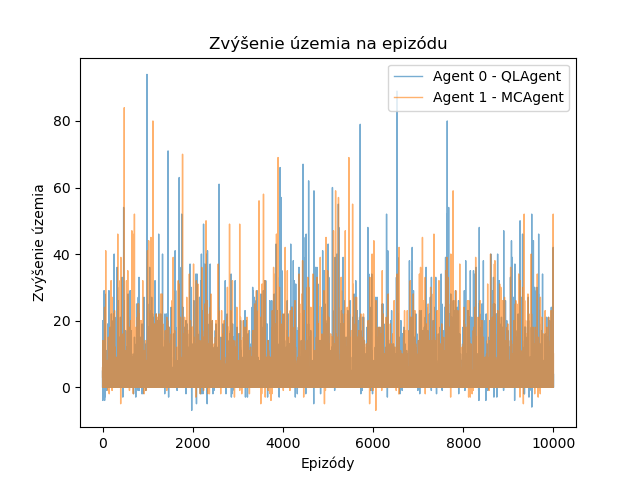 Zvýšenie územia na epizódu
Agent 0 - QLAgent
Agent 1 - MCAgent
Zvýšenie územia
80
60
40
20
0
0 2000 4000 6000 8000 10000
Epizódy